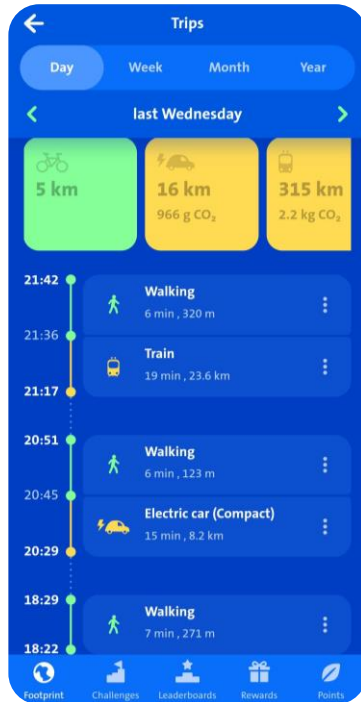 Trips
Day Week Month Year
last Wednesday
5 km
16 km
966 g CO₂
315 km
2.2 kg CO₂
21:42
Walking
6 min , 320 m
21:36
Train
19 min , 23.6 km
21:17
20:51
Walking
6 min , 123 m
20:45
Electric car (Compact)
15 min , 8.2 km
20:29
18:29
Walking
7 min , 271 m
18:22
Footprint Challenges Leaderboards Rewards Points